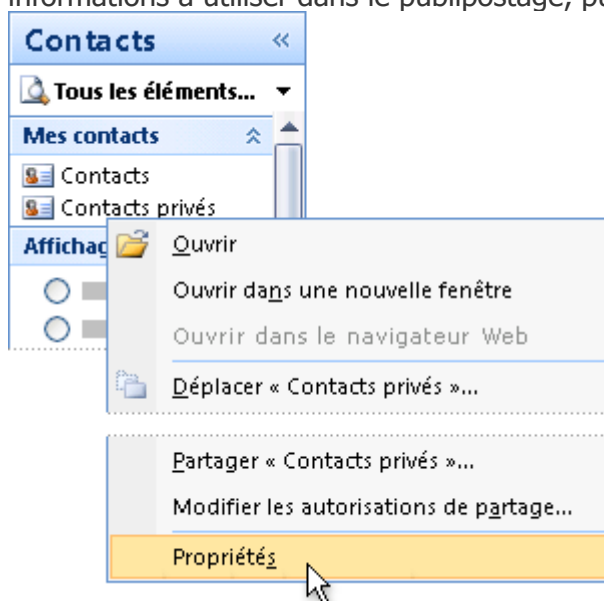 informations à utiliser dans le publipostage, pu
Contacts «
Tous les éléments...
Mes contacts
Contacts
Contacts privés
Affichag
Ouvrir
Ouvrir dans une nouvelle fenêtre
Ouvrir dans le navigateur Web
Déplacer « Contacts privés »...
Partager « Contacts privés »...
Modifier les autorisations de partage...
Propriétés